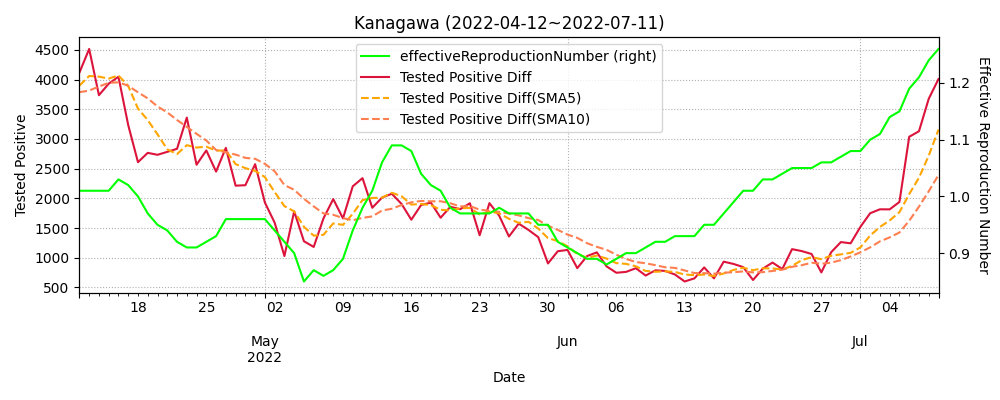 Kanagawa (2022-04-12~2022-07-11)
effectiveReproductionNumber (right)
Tested Positive Diff
Tested Positive Diff(SMA5)
Tested Positive Diff(SMA10)
Tested Positive
4500
4000
3500
3000
2500
2000
1500
1000
500
Effective Reproduction Number
1.2
1.1
1.0
0.9
18 25 02 09 16 23 30 06 13 20 27 04
May Jun Jul
2022
Date